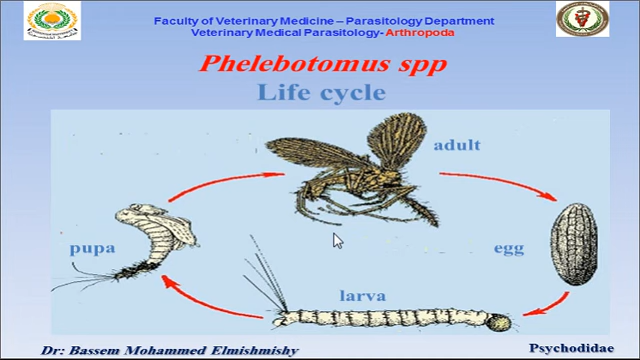 Faculty of Veterinary Medicine – Parasitology Department
Veterinary Medical Parasitology- Arthropoda
Phelebotomus spp
Life cycle
adult
pupa
egg
larva
Dr: Bassem Mohammed Elmishmishy
Psychodidae